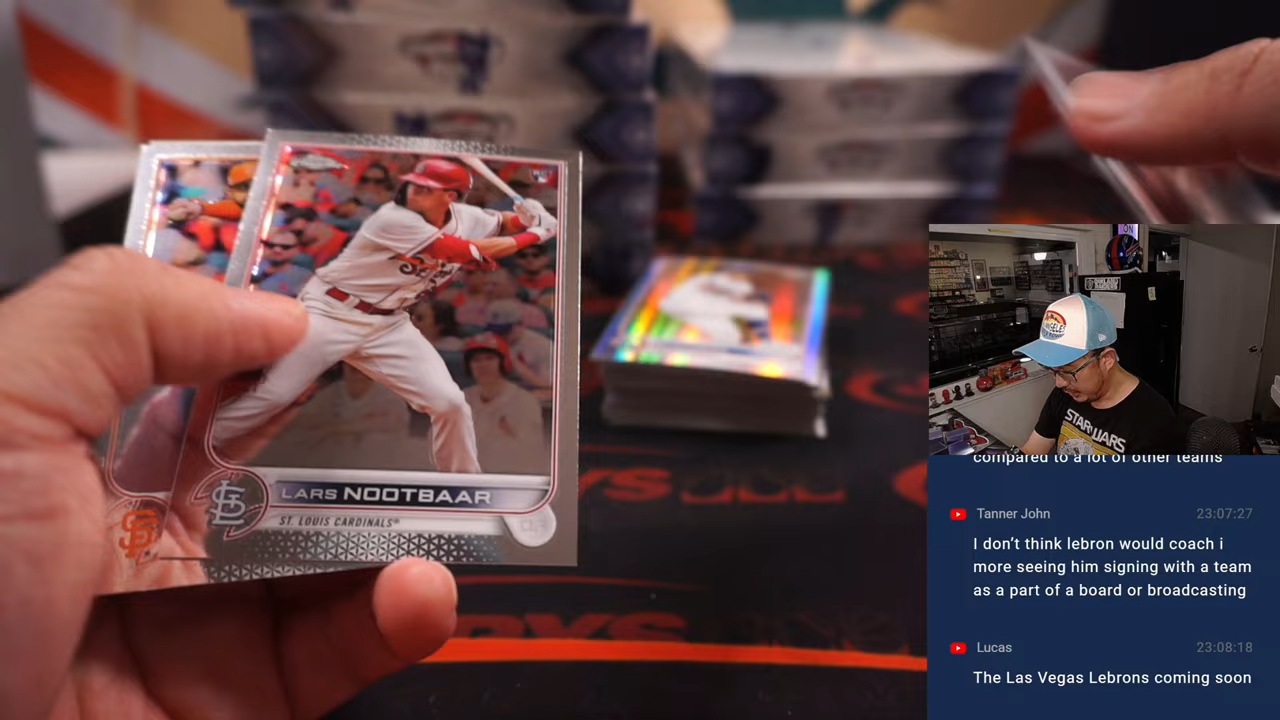 LARS NOOTBAAR
ST. LOUIS CARDINALS®
RC
ON
STAR WARS
compared to a lot of other teams
Tanner John 23:07:27
I don't think lebron would coach i
more seeing him signing with a team
as a part of a board or broadcasting
Lucas 23:08:18
The Las Vegas Lebrons coming soon